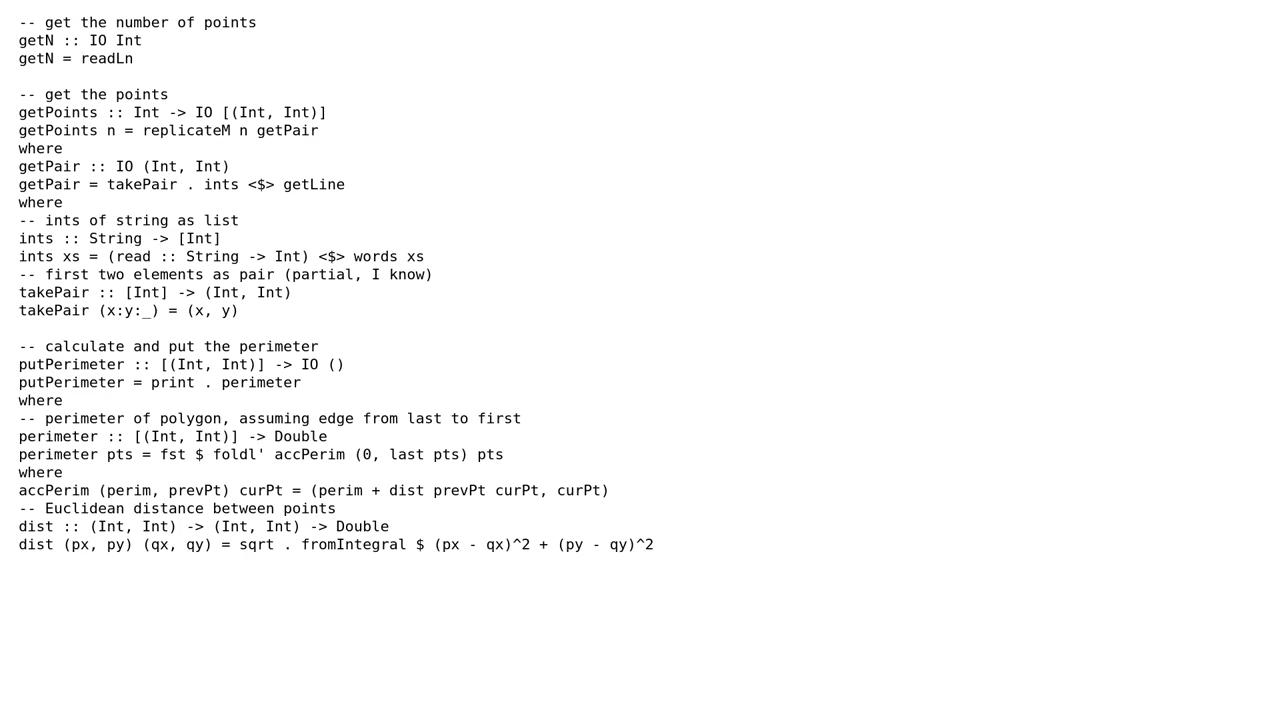 -- get the number of points
getN :: IO Int
getN = readLn

-- get the points
getPoints :: Int -> IO [(Int, Int)]
getPoints n = replicateM n getPair
where
getPair :: IO (Int, Int)
getPair = takePair . ints <$> getLine
where
-- ints of string as list
ints :: String -> [Int]
ints xs = (read :: String -> Int) <$> words xs
-- first two elements as pair (partial, I know)
takePair :: [Int] -> (Int, Int)
takePair (x:y:_) = (x, y)

-- calculate and put the perimeter
putPerimeter :: [(Int, Int)] -> IO ()
putPerimeter = print . perimeter
where
-- perimeter of polygon, assuming edge from last to first
perimeter :: [(Int, Int)] -> Double
perimeter pts = fst $ foldl' accPerim (0, last pts) pts
where
accPerim (perim, prevPt) curPt = (perim + dist prevPt curPt, curPt)
-- Euclidean distance between points
dist :: (Int, Int) -> (Int, Int) -> Double
dist (px, py) (qx, qy) = sqrt . fromIntegral $ (px - qx)^2 + (py - qy)^2